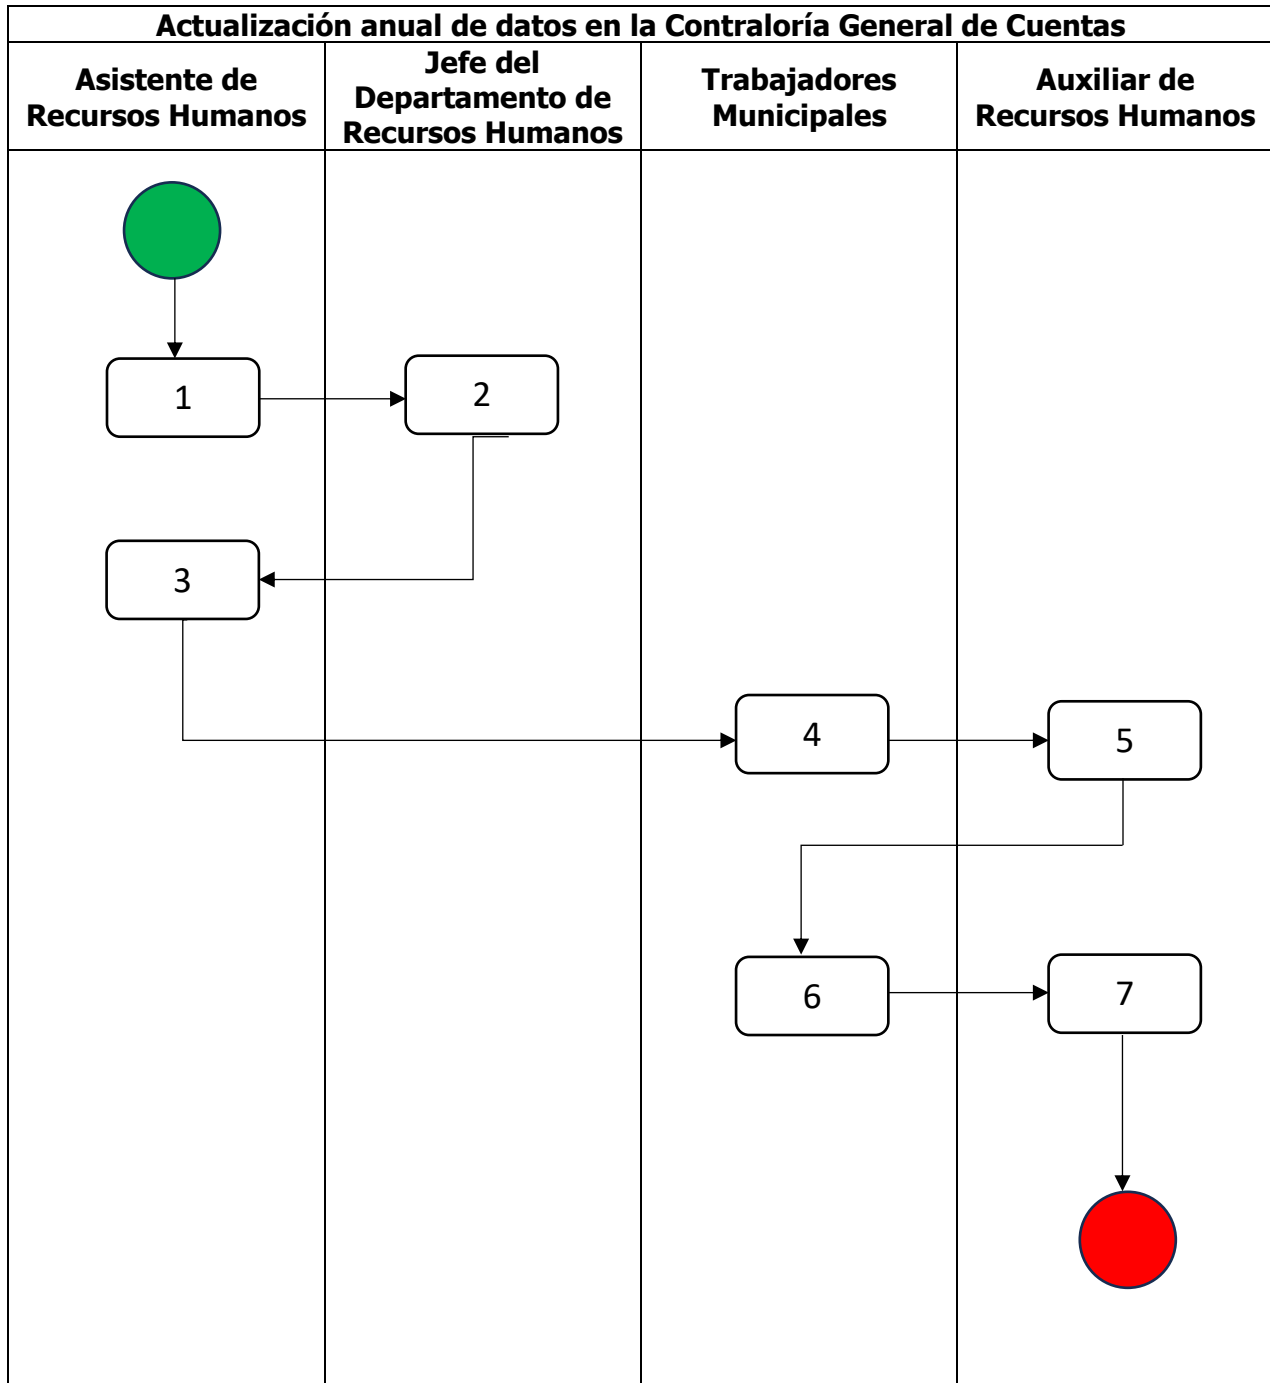 Actualización anual de datos en la Contraloría General de Cuentas
Asistente de
Recursos Humanos
Jefe del
Departamento de
Recursos Humanos
Trabajadores
Municipales
Auxiliar de
Recursos Humanos
1
2
3
4
5
6
7